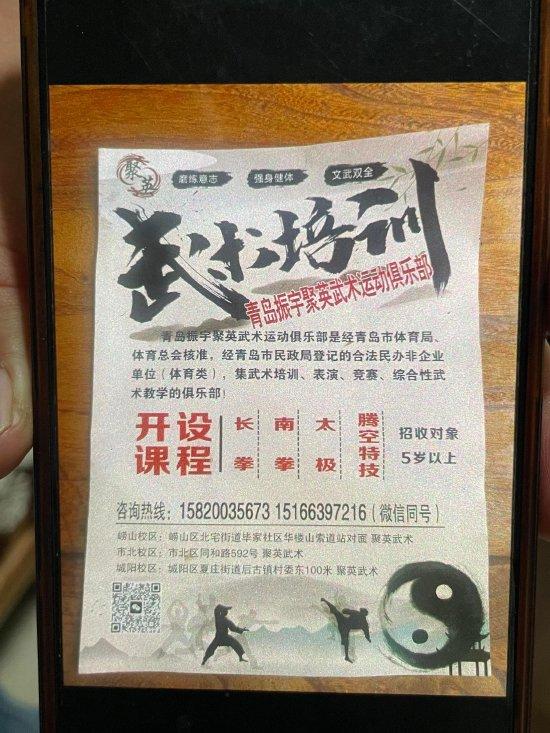 聚英
磨练意志 强身健体 文武双全
武术培训
青岛振宇聚英武术运动俱乐部
青岛振宇聚英武术运动俱乐部是经青岛市体育局、
体育总会核准，经青岛市民政局登记的合法民办非企业
单位（体育类），集武术培训、表演、竞赛、综合性武
术教学的俱乐部！
开设课程
长拳
南拳
太极
腾空特技
招收对象
5岁以上
咨询热线：15820035673 15166397216（微信同号）
崂山校区：崂山区北宅街道毕家社区华楼山索道站对面 聚英武术
市北校区：市北区同和路592号 聚英武术
城阳校区：城阳区夏庄街道后古镇村委东100米 聚英武术